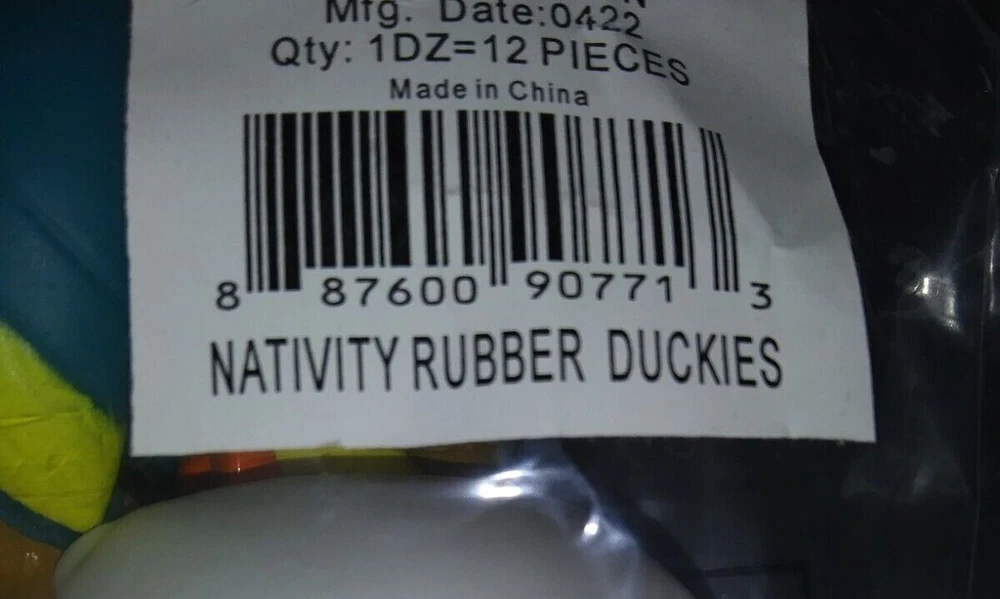 Mfg. Date:0422
Qty: 1DZ=12 PIECES
Made in China
8 87600 90771 3
NATIVITY RUBBER DUCKIES